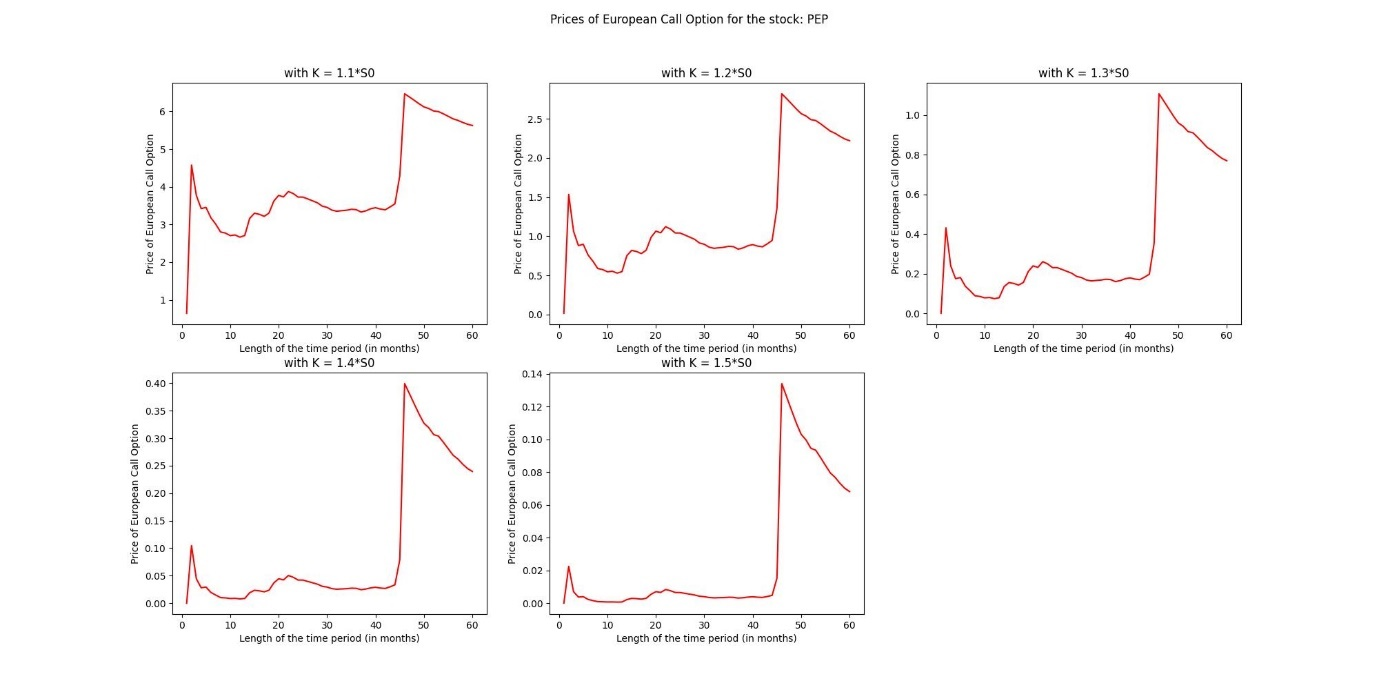 Prices of European Call Option for the stock: PEP
with K = 1.1*S0
Price of European Call Option
6
5
4
3
2
1
0 10 20 30 40 50 60
Length of the time period (in months)
with K = 1.2*S0
Price of European Call Option
2.5
2.0
1.5
1.0
0.5
0.0
0 10 20 30 40 50 60
Length of the time period (in months)
with K = 1.3*S0
Price of European Call Option
1.0
0.8
0.6
0.4
0.2
0.0
0 10 20 30 40 50 60
Length of the time period (in months)
with K = 1.4*S0
Price of European Call Option
0.40
0.35
0.30
0.25
0.20
0.15
0.10
0.05
0.00
0 10 20 30 40 50 60
Length of the time period (in months)
with K = 1.5*S0
Price of European Call Option
0.14
0.12
0.10
0.08
0.06
0.04
0.02
0.00
0 10 20 30 40 50 60
Length of the time period (in months)